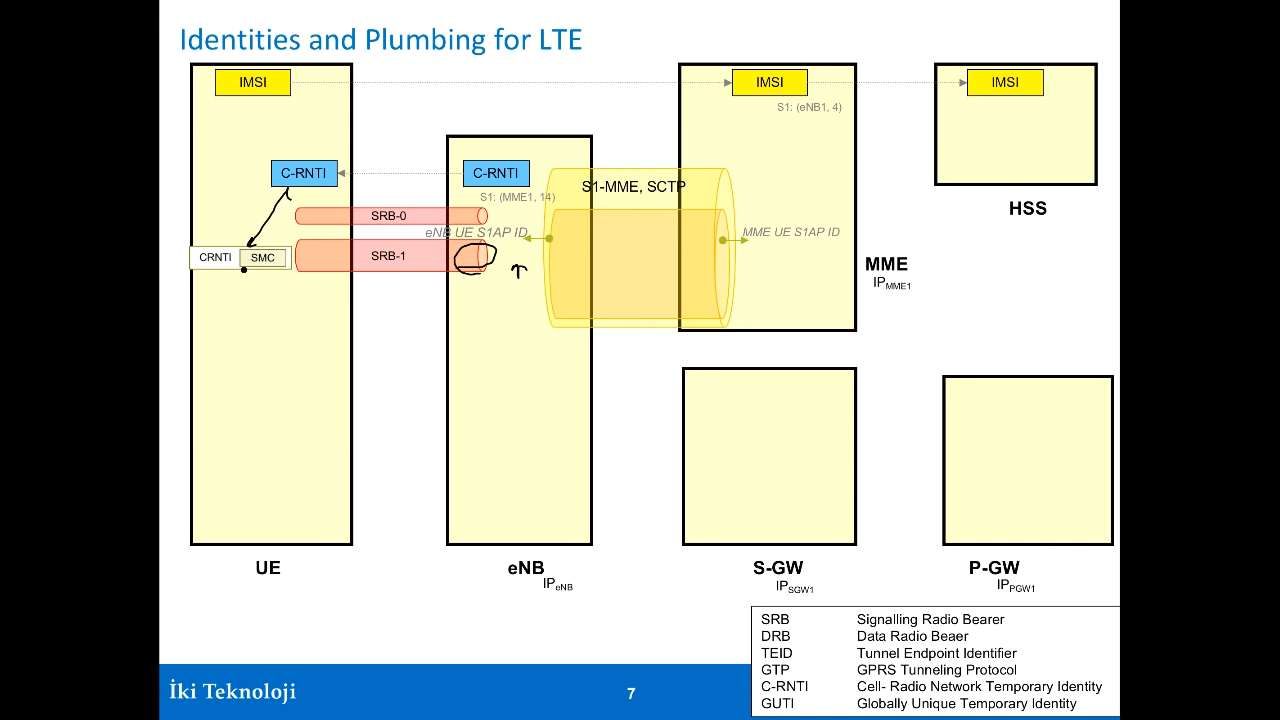 Identities and Plumbing for LTE
IMSI
IMSI
IMSI
S1: (eNB1, 4)
C-RNTI
C-RNTI
S1-MME, SCTP
S1: (MME1, 14)
SRB-0
HSS
eNB UE S1AP ID
MME UE S1AP ID
CRNTI
SMC
SRB-1
MME
IPMME1
UE
eNB
IPeNB
S-GW
IPSGW1
P-GW
IPPGW1
SRB Signalling Radio Bearer
DRB Data Radio Beaer
TEID Tunnel Endpoint Identifier
GTP GPRS Tunneling Protocol
C-RNTI Cell- Radio Network Temporary Identity
GUTI Globally Unique Temporary Identity
İki Teknoloji
7